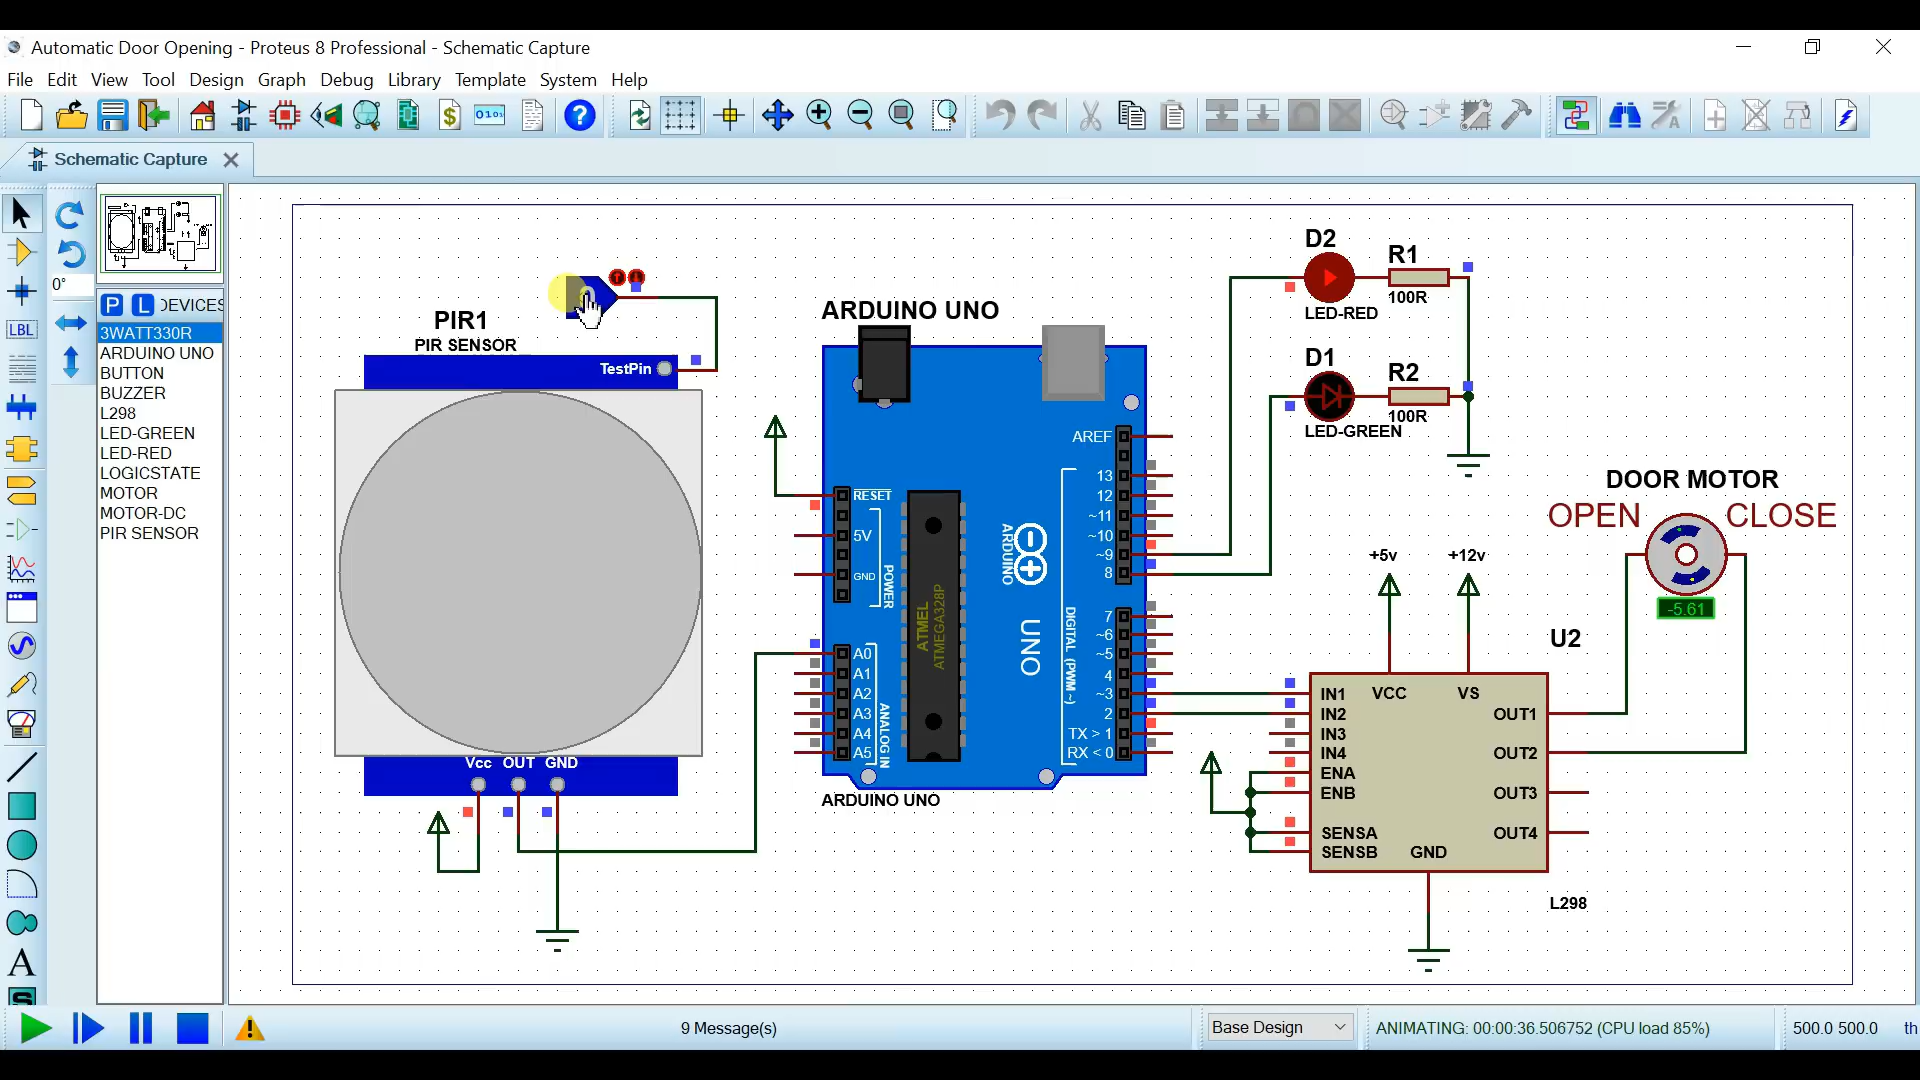 Automatic Door Opening - Proteus 8 Professional - Schematic Capture
File Edit View Tool Design Graph Debug Library Template System Help
Schematic Capture
0°
P L DEVICES
3WATT330R
ARDUINO UNO
BUTTON
BUZZER
L298
LED-GREEN
LED-RED
LOGICSTATE
MOTOR
MOTOR-DC
PIR SENSOR
LBL
A
S
PIR1
PIR SENSOR
TestPin
Vcc OUT GND
ARDUINO UNO
RESET
5V
GND
POWER
A0
A1
A2
A3
A4
A5
ANALOG IN
ATMEL
ATMEGA328P
ARDUINO
UNO
AREF
13
12
~11
~10
~9
8
DIGITAL (PWM ~)
7
~6
~5
4
~3
2
TX > 1
RX < 0
ARDUINO UNO
D2
LED-RED
R1
100R
D1
LED-GREEN
R2
100R
DOOR MOTOR
OPEN CLOSE
-5.61
+5v +12v
U2
IN1
IN2
IN3
IN4
ENA
ENB
SENSA
SENSB
VCC VS
OUT1
OUT2
OUT3
OUT4
GND
L298
9 Message(s)
Base Design
ANIMATING: 00:00:36.506752 (CPU load 85%)
500.0 500.0 th